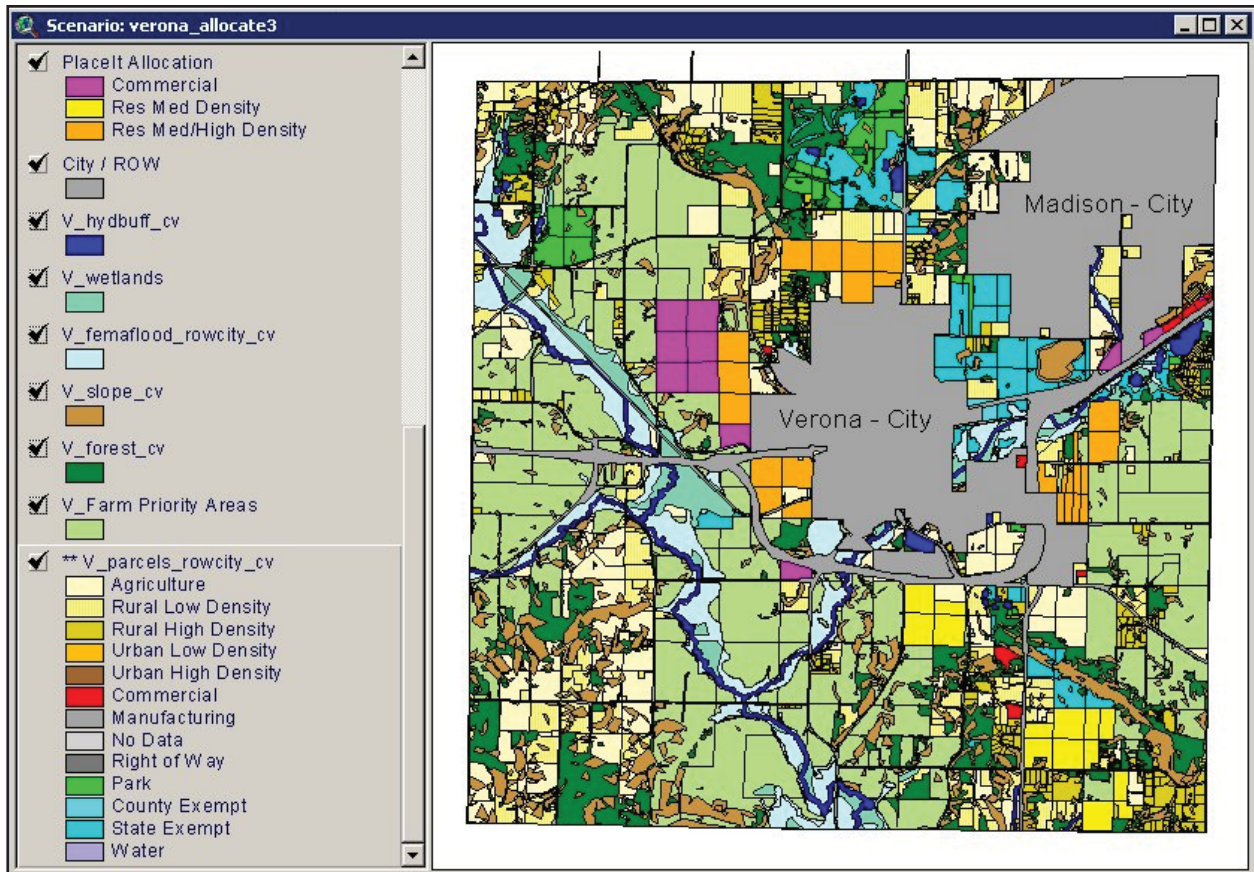 Scenario: verona_allocate3
PlaceIt Allocation
Commercial
Res Med Density
Res Med/High Density
City / ROW
V_hydbuff_cv
V_wetlands
V_femaflood_rowcity_cv
V_slope_cv
V_forest_cv
V_Farm Priority Areas
** V_parcels_rowcity_cv
Agriculture
Rural Low Density
Rural High Density
Urban Low Density
Urban High Density
Commercial
Manufacturing
No Data
Right of Way
Park
County Exempt
State Exempt
Water
Madison - City
Verona - City